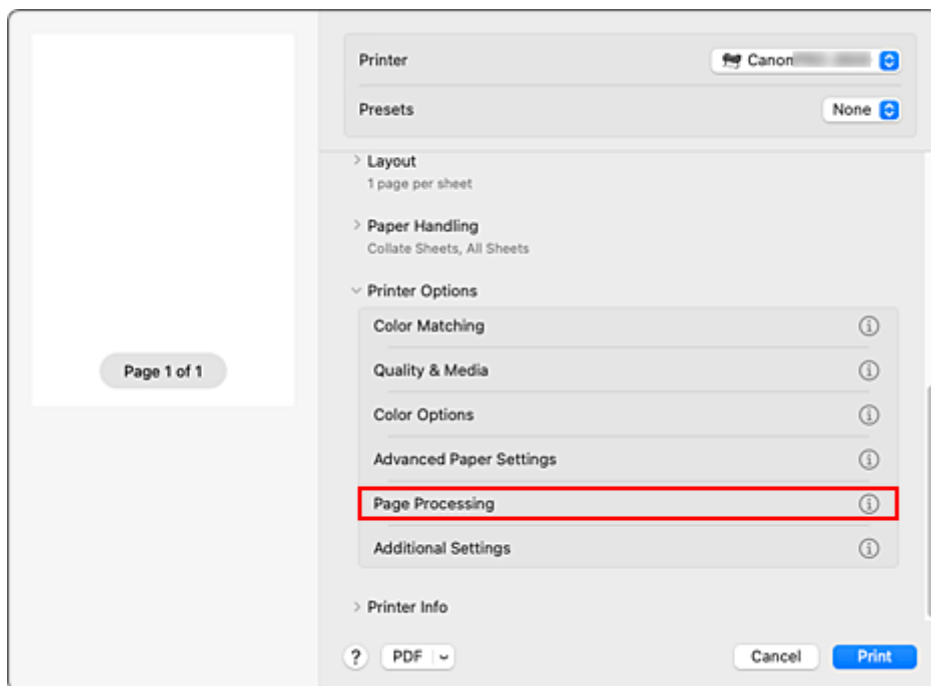 Printer
Canon
Presets
None
Layout
1 page per sheet
Paper Handling
Collate Sheets, All Sheets
Printer Options
Color Matching
Quality & Media
Color Options
Advanced Paper Settings
Page Processing
Additional Settings
Printer Info
Page 1 of 1
?
PDF
Cancel
Print